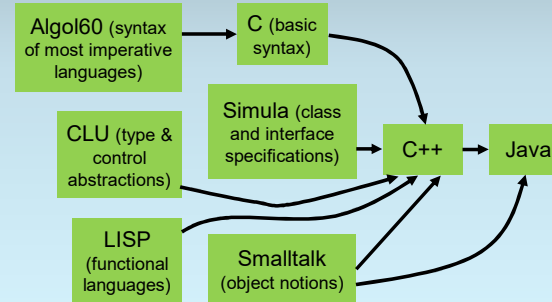 Algol60 (syntax
of most imperative
languages)
C (basic
syntax)
Simula (class
and interface
specifications)
CLU (type &
control
abstractions)
C++
Java
LISP
(functional
languages)
Smalltalk
(object notions)